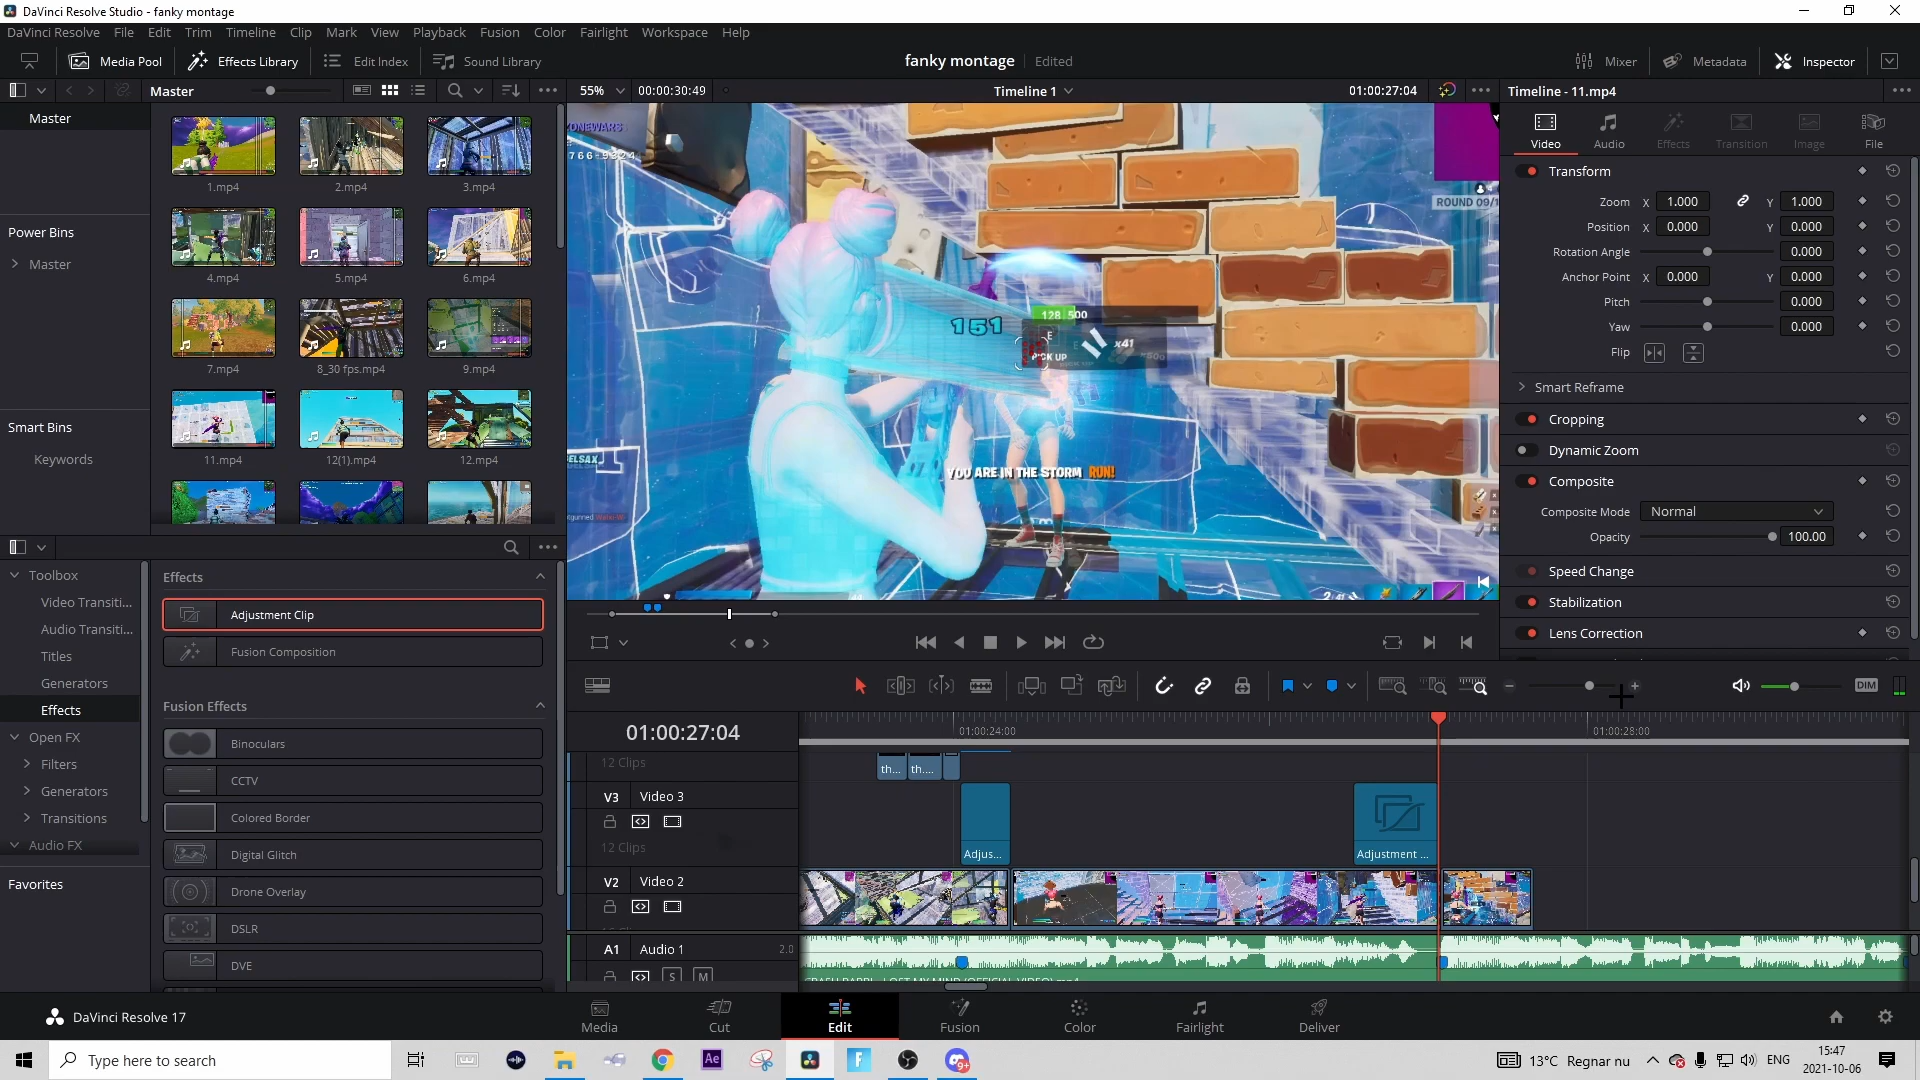 DaVinci Resolve Studio - fanky montage
DaVinci Resolve File Edit Trim Timeline Clip Mark View Playback Fusion Color Fairlight Workspace Help
Media Pool Effects Library Edit Index Sound Library fanky montage Edited Mixer Metadata Inspector
Master 55% 00:00:30:49 Timeline 1 01:00:27:04 Timeline - 11.mp4
Master
1.mp4 2.mp4 3.mp4
Power Bins
Master
4.mp4 5.mp4 6.mp4
7.mp4 8_30 fps.mp4 9.mp4
Smart Bins
Keywords
11.mp4 12(1).mp4 12.mp4
ROUND 09/1
128 500
151
E
PICK UP
x41
YOU ARE IN THE STORM RUN!
Video Audio Effects Transition Image File
Transform
Zoom X 1.000 Y 1.000
Position X 0.000 Y 0.000
Rotation Angle 0.000
Anchor Point X 0.000 Y 0.000
Pitch 0.000
Yaw 0.000
Flip
Smart Reframe
Cropping
Dynamic Zoom
Composite
Composite Mode Normal
Opacity 100.00
Speed Change
Stabilization
Lens Correction
Toolbox
Video Transiti...
Audio Transiti...
Titles
Generators
Effects
Open FX
Filters
Generators
Transitions
Audio FX
Favorites
Effects
Adjustment Clip
Fusion Composition
Fusion Effects
Binoculars
CCTV
Colored Border
Digital Glitch
Drone Overlay
DSLR
DVE
DIM
01:00:27:04 01:00:24:00 01:00:28:00
12 Clips th... th....
V3 Video 3
12 Clips Adjus... Adjustment ...
V2 Video 2
A1 Audio 1 2.0
S M
DaVinci Resolve 17 Media Cut Edit Fusion Color Fairlight Deliver
Type here to search Ae 13°C Regnar nu ENG 15:47
2021-10-06